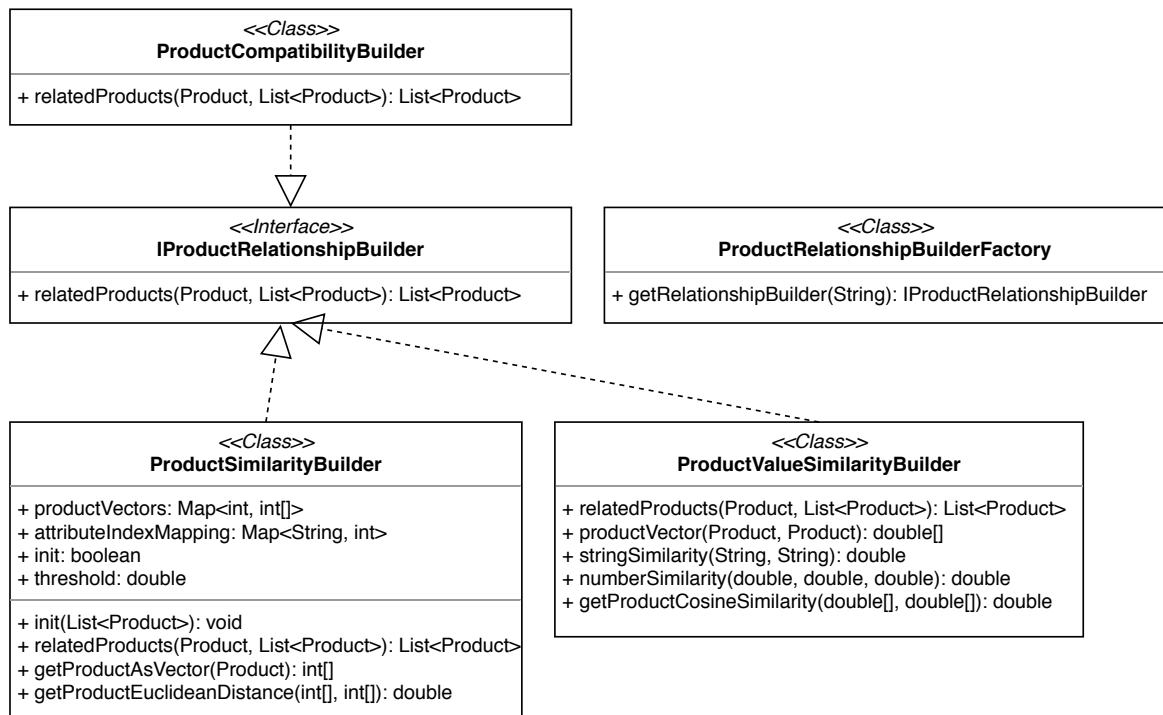 <<Class>>
ProductCompatibilityBuilder
+ relatedProducts(Product, List<Product>): List<Product>
<<Interface>>
IProductRelationshipBuilder
+ relatedProducts(Product, List<Product>): List<Product>
<<Class>>
ProductRelationshipBuilderFactory
+ getRelationshipBuilder(String): IProductRelationshipBuilder
<<Class>>
ProductSimilarityBuilder
+ productVectors: Map<int, int[]>
+ attributeIndexMapping: Map<String, int>
+ init: boolean
+ threshold: double
+ init(List<Product>): void
+ relatedProducts(Product, List<Product>): List<Product>
+ getProductAsVector(Product): int[]
+ getProductEuclideanDistance(int[], int[]): double
<<Class>>
ProductValueSimilarityBuilder
+ relatedProducts(Product, List<Product>): List<Product>
+ productVector(Product, Product): double[]
+ stringSimilarity(String, String): double
+ numberSimilarity(double, double, double): double
+ getProductCosineSimilarity(double[], double[]): double